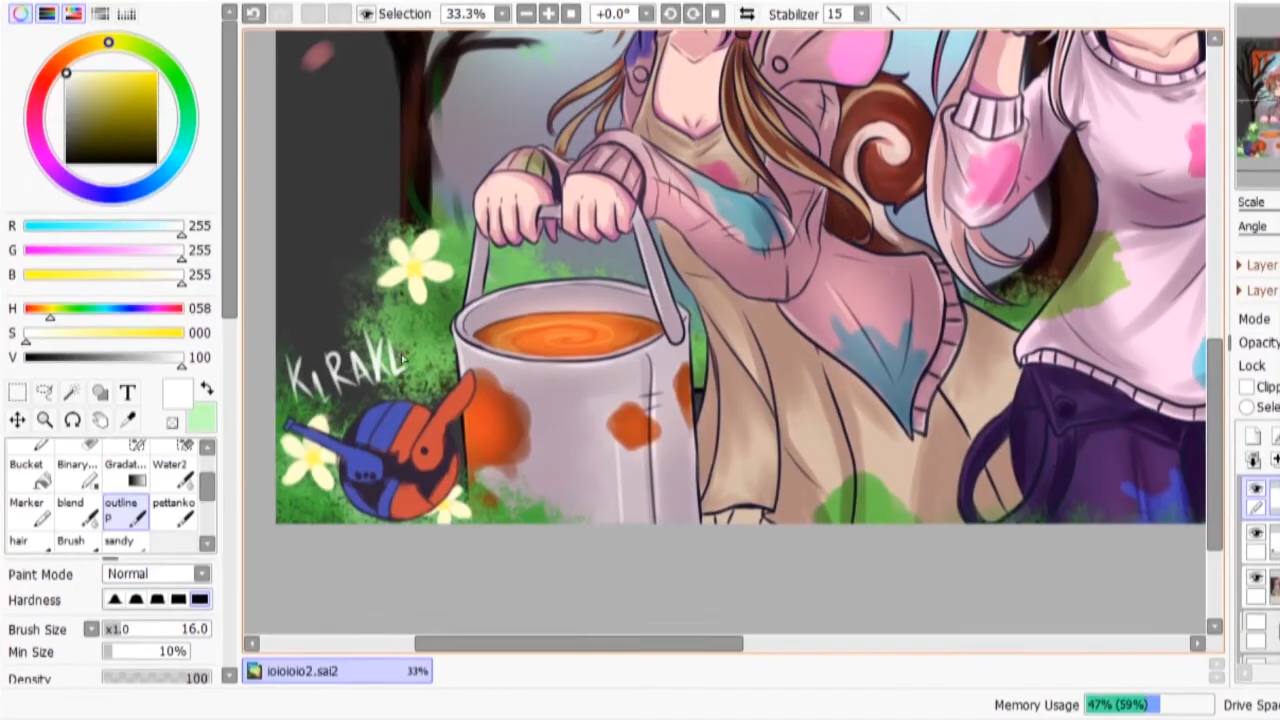 Selection 33.3% +0.0° Stabilizer 15
R 255
G 255
B 255
H 058
S 000
V 100
T
Bucket Binary... Gradat... Water2
Marker blend outline p pettanko
hair Brush sandy
Paint Mode Normal
Hardness
Brush Size x1.0 16.0
Min Size 10%
Density 100
KIRAKL
ioioioio2.sai2 33%
Memory Usage 47% (59%) Drive Spa
Scale
Angle
Layer
Layer
Mode
Opacity
Lock
Clipp
Sele